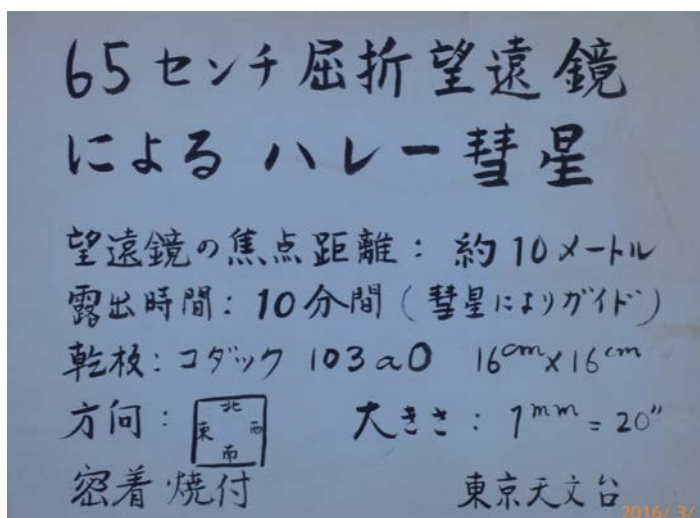 65センチ屈折望遠鏡
による ハレー彗星
望遠鏡の焦点距離：約10メートル
露出時間：10分間（彗星によりガイド）
乾板：コダック 103aO 16cm×16cm
方向： 北 東 西 南 大きさ：1mm = 20″
密着焼付 東京天文台
2016/3/